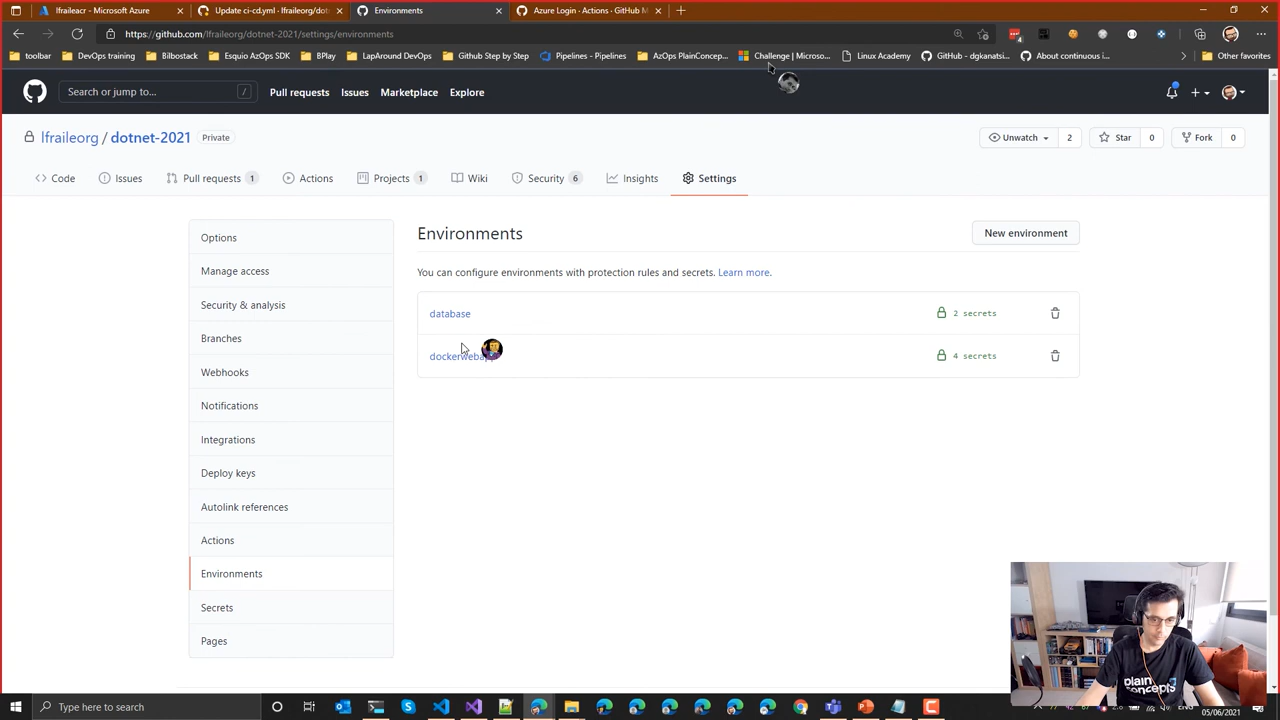 lfraileacr - Microsoft Azure
Update ci-cd.yml · lfraileorg/dot
Environments
Azure Login · Actions · GitHub M
https://github.com/lfraileorg/dotnet-2021/settings/environments
toolbar
DevOps training
Bilbostack
Esquio AzOps SDK
BPlay
LapAround DevOps
Github Step by Step
Pipelines - Pipelines
AzOps PlainConcep...
Challenge | Microso...
Linux Academy
GitHub - dgkanatsi...
About continuous i...
Other favorites
Search or jump to...
/
Pull requests
Issues
Marketplace
Explore
lfraileorg / dotnet-2021
Private
Unwatch
2
Star
0
Fork
0
Code
Issues
Pull requests 1
Actions
Projects 1
Wiki
Security 6
Insights
Settings
Options
Manage access
Security & analysis
Branches
Webhooks
Notifications
Integrations
Deploy keys
Autolink references
Actions
Environments
Secrets
Pages
Environments
New environment
You can configure environments with protection rules and secrets. Learn more.
database
2 secrets
4 secrets
plain
concepts
Type here to search
ENG
05/06/2021